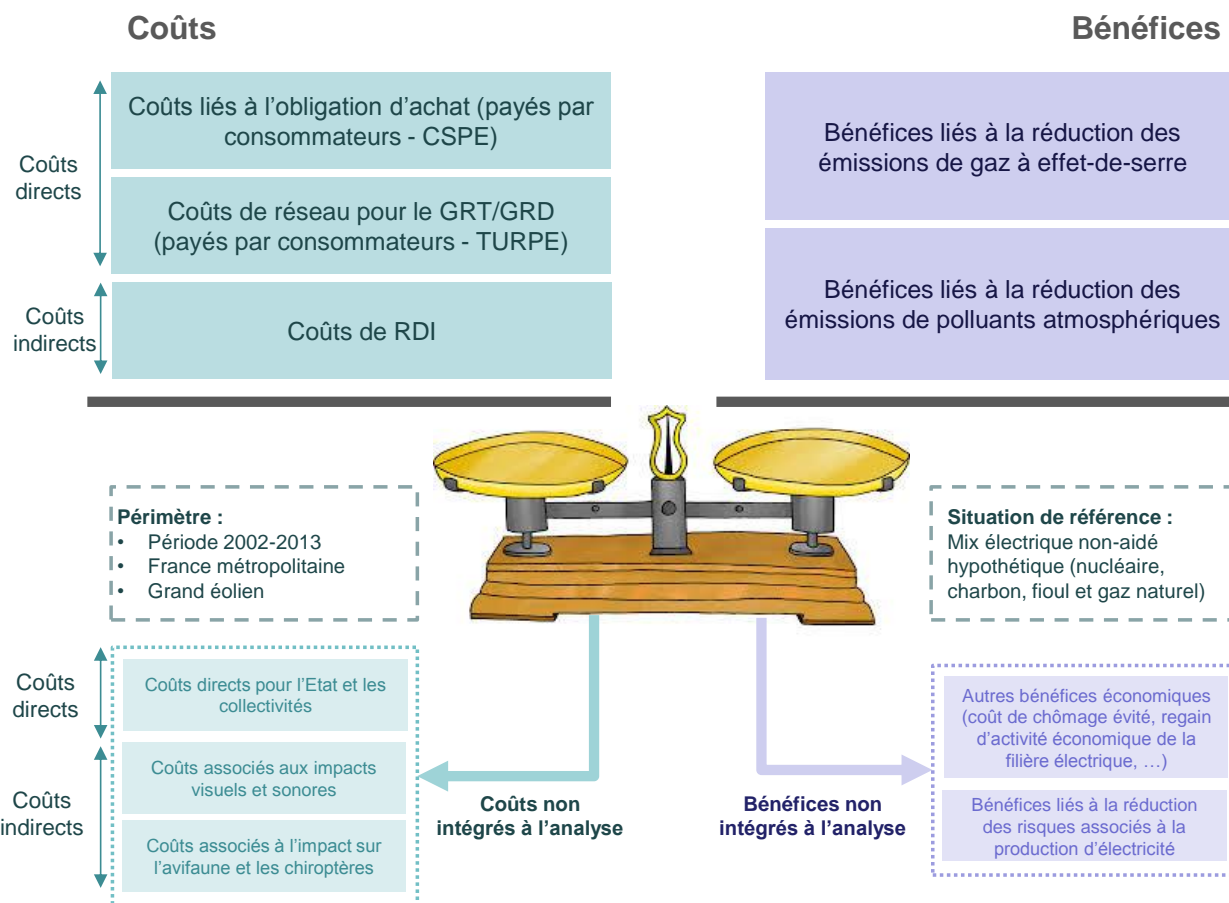 Coûts
Bénéfices
Coûts
directs
Coûts liés à l'obligation d'achat (payés par
consommateurs - CSPE)
Coûts de réseau pour le GRT/GRD
(payés par consommateurs - TURPE)
Coûts
indirects
Coûts de RDI
Bénéfices liés à la réduction des
émissions de gaz à effet-de-serre
Bénéfices liés à la réduction des
émissions de polluants atmosphériques
Périmètre :
• Période 2002-2013
• France métropolitaine
• Grand éolien
Situation de référence :
Mix électrique non-aidé
hypothétique (nucléaire,
charbon, fioul et gaz naturel)
Coûts
directs
Coûts directs pour l'Etat et les
collectivités
Coûts
indirects
Coûts associés aux impacts
visuels et sonores
Coûts associés à l'impact sur
l'avifaune et les chiroptères
Coûts non
intégrés à l'analyse
Bénéfices non
intégrés à l'analyse
Autres bénéfices économiques
(coût de chômage évité, regain
d'activité économique de la
filière électrique, …)
Bénéfices liés à la réduction
des risques associés à la
production d'électricité